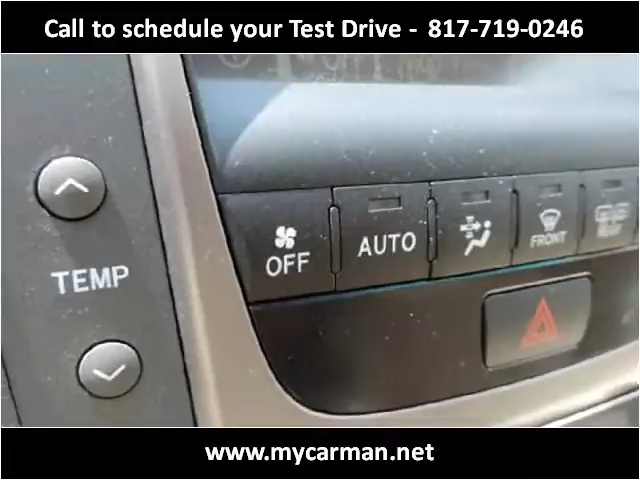 Call to schedule your Test Drive - 817-719-0246
OFF
AUTO
FRONT
TEMP
www.mycarman.net